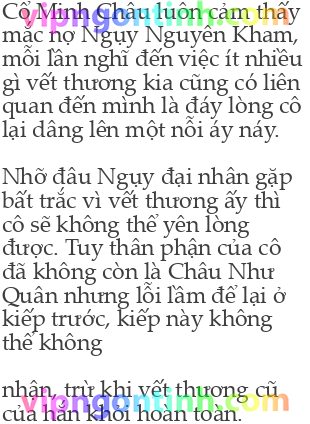 Cố Minh Châu luôn cảm thấy
mắc nợ Ngụy Nguyên Kham,
mỗi lần nghĩ đến việc ít nhiều
gì vết thương kia cũng có liên
quan đến mình là đáy lòng cô
lại dâng lên một nỗi áy náy.
Nhỡ đâu Ngụy đại nhân gặp
bất trắc vì vết thương ấy thì
cô sẽ không thể yên lòng
được. Tuy thân phận của cô
đã không còn là Châu Như
Quân nhưng lỗi lầm để lại ở
kiếp trước, kiếp này không
thể không
nhận, trừ khi vết thương cũ
của hắn khỏi hoàn toàn.
vipngontinh.com
vipngontinh.com